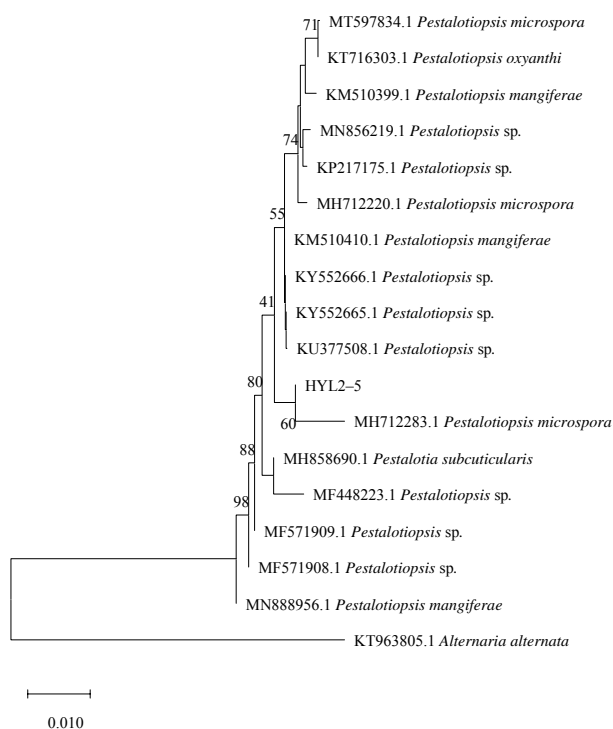 71
MT597834.1 Pestalotiopsis microspora
KT716303.1 Pestalotiopsis oxyanthi
KM510399.1 Pestalotiopsis mangiferae
MN856219.1 Pestalotiopsis sp.
74
KP217175.1 Pestalotiopsis sp.
MH712220.1 Pestalotiopsis microspora
55
KM510410.1 Pestalotiopsis mangiferae
KY552666.1 Pestalotiopsis sp.
41
KY552665.1 Pestalotiopsis sp.
KU377508.1 Pestalotiopsis sp.
80
HYL2–5
60
MH712283.1 Pestalotiopsis microspora
88
MH858690.1 Pestalotia subcuticularis
MF448223.1 Pestalotiopsis sp.
98
MF571909.1 Pestalotiopsis sp.
MF571908.1 Pestalotiopsis sp.
MN888956.1 Pestalotiopsis mangiferae
KT963805.1 Alternaria alternata
0.010